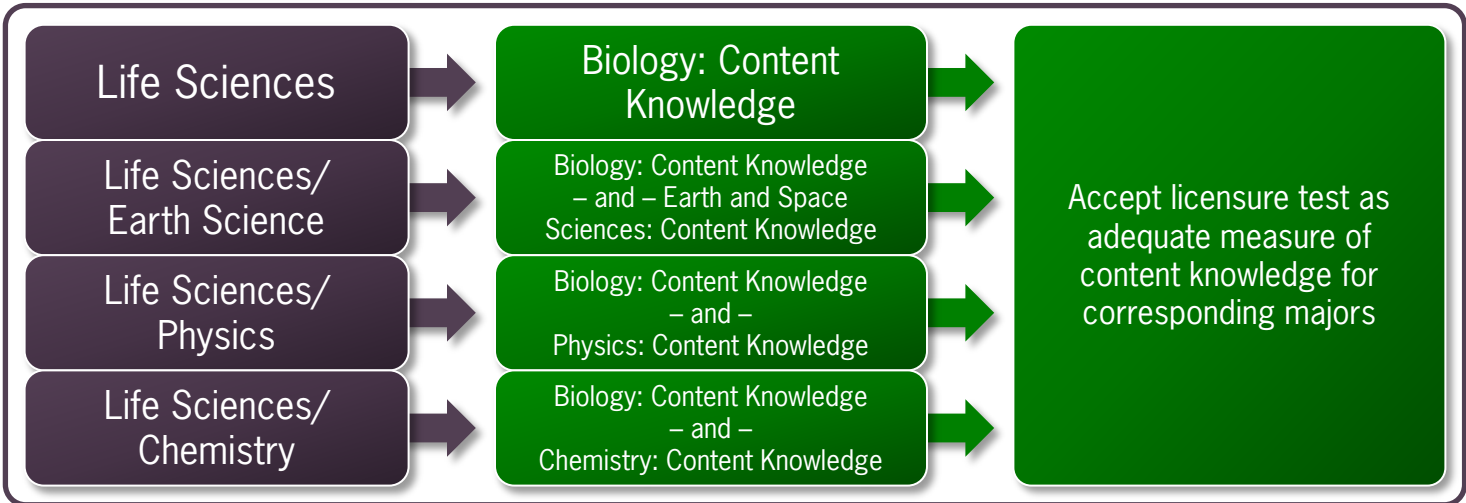 Life Sciences
Biology: Content
Knowledge
Life Sciences/
Earth Science
Biology: Content Knowledge
– and – Earth and Space
Sciences: Content Knowledge
Life Sciences/
Physics
Biology: Content Knowledge
– and –
Physics: Content Knowledge
Life Sciences/
Chemistry
Biology: Content Knowledge
– and –
Chemistry: Content Knowledge
Accept licensure test as
adequate measure of
content knowledge for
corresponding majors